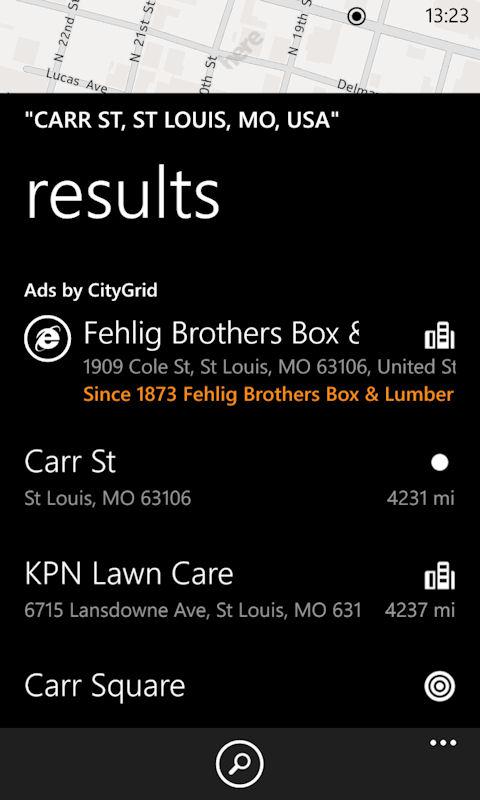 13:23
N 22nd S
N 21st St
0th St
here
N 19th S
Lucas Ave
Delma
"CARR ST, ST LOUIS, MO, USA"
results
Ads by CityGrid
Fehlig Brothers Box &
1909 Cole St, St Louis, MO 63106, United St
Since 1873 Fehlig Brothers Box & Lumber
Carr St
St Louis, MO 63106
4231 mi
KPN Lawn Care
6715 Lansdowne Ave, St Louis, MO 631
4237 mi
Carr Square